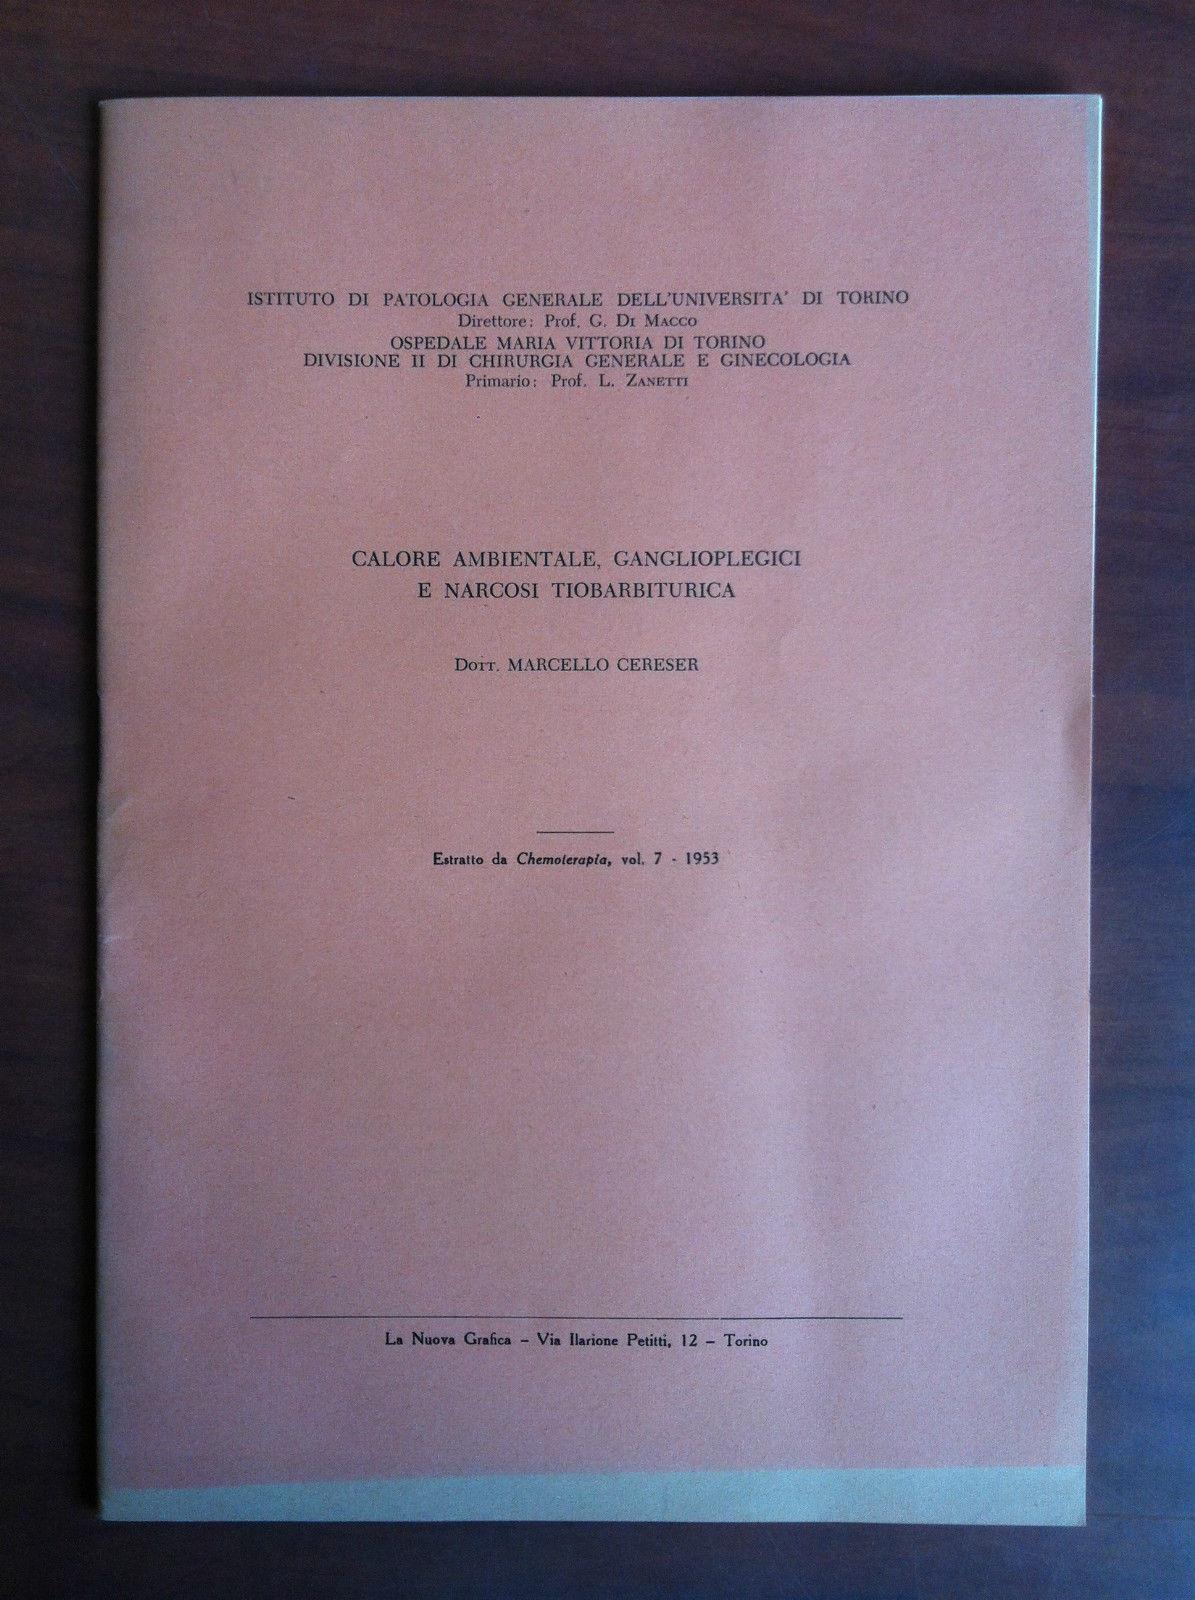 ISTITUTO DI PATOLOGIA GENERALE DELL'UNIVERSITA' DI TORINO
Direttore: Prof. G. DI MACCO
OSPEDALE MARIA VITTORIA DI TORINO
DIVISIONE II DI CHIRURGIA GENERALE E GINECOLOGIA
Primario: Prof. L. ZANETTI
CALORE AMBIENTALE, GANGLIOPLEGICI
E NARCOSI TIOBARBITURICA
DOTT. MARCELLO CERESER
Estratto da Chemoterapia, vol. 7 - 1953
La Nuova Grafica – Via Ilarione Petitti, 12 – Torino